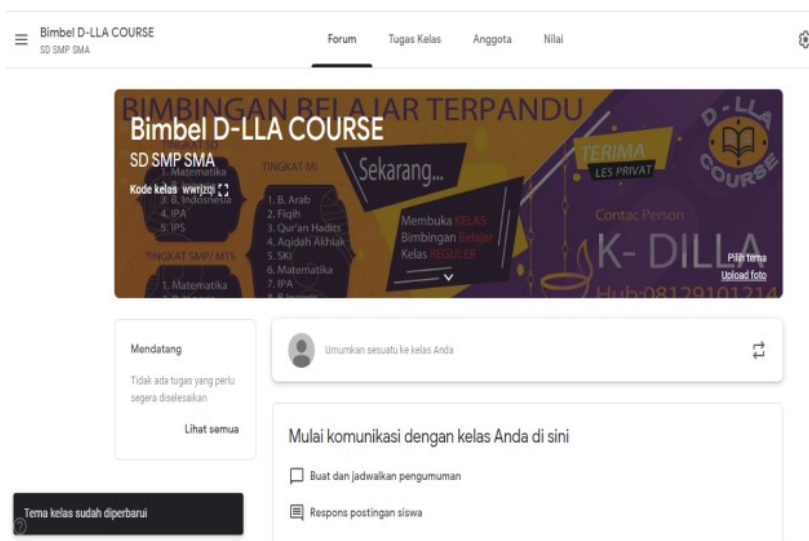 Bimbel D-LLA COURSE
SD SMP SMA
Forum Tugas Kelas Anggota Nilai
BIMBINGAN BELAJAR TERPANDU
Bimbel D-LLA COURSE
SD SMP SMA
Kode kelas wwrjzqi
TINGKAT SD
1. Matematika
3. B. Indosnesia
4. IPA
5. IPS
TINGKAT SMP/ MTS
1. Matematika
TINGKAT MI
1. B. Arab
2. Fiqih
3. Qur'an Hadits
4. Aqidah Akhlak
5. SKI
6. Matematika
7. IPA
8. B Inggris
Sekarang...
Membuka KELAS
Bimbingan Belajar
Kelas REGULER
TERIMA
LES PRIVAT
D-LLA
COURSE
Contac Person
K- DILLA
Hub:08129101214
Pilih tema
Upload foto
Mendatang
Tidak ada tugas yang perlu
segera diselesaikan
Lihat semua
Umumkan sesuatu ke kelas Anda
Mulai komunikasi dengan kelas Anda di sini
Buat dan jadwalkan pengumuman
Respons postingan siswa
Tema kelas sudah diperbarui